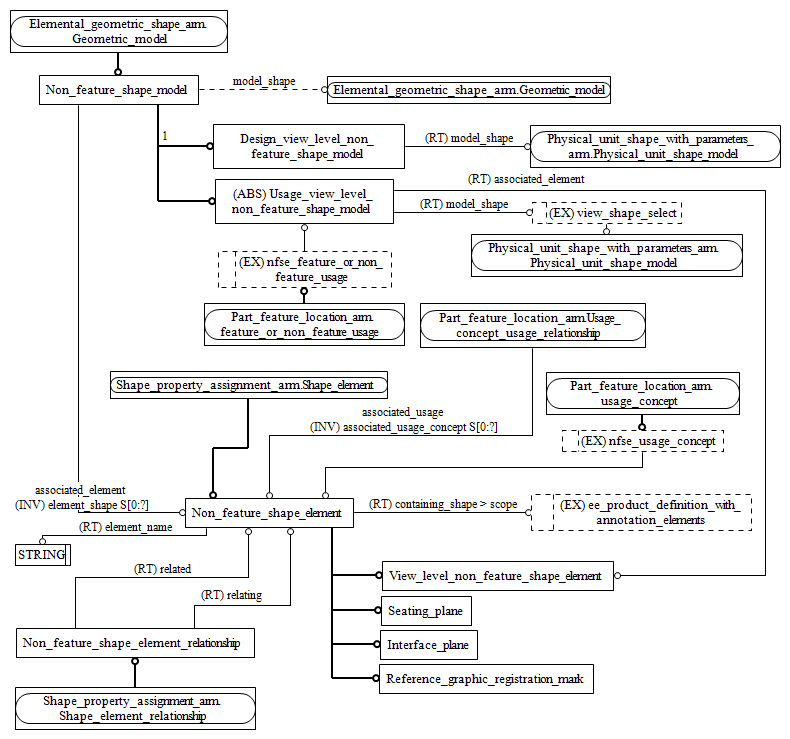 Elemental_geometric_shape_arm.
Geometric_model
Non_feature_shape_model
model_shape
Elemental_geometric_shape_arm.Geometric_model
1
Design_view_level_non_
feature_shape_model
(RT) model_shape
Physical_unit_shape_with_parameters_
arm.Physical_unit_shape_model
(RT) associated_element
(ABS) Usage_view_level_
non_feature_shape_model
(RT) model_shape
(EX) view_shape_select
Physical_unit_shape_with_parameters_arm.
Physical_unit_shape_model
(EX) nfse_feature_or_non_
feature_usage
Part_feature_location_arm.
feature_or_non_feature_usage
Part_feature_location_arm.Usage_
concept_usage_relationship
Shape_property_assignment_arm.Shape_element
Part_feature_location_arm.
usage_concept
associated_usage
(INV) associated_usage_concept S[0:?]
(EX) nfse_usage_concept
associated_element
(INV) element_shape S[0:?]
Non_feature_shape_element
(RT) containing_shape > scope
(EX) ee_product_definition_with_
annotation_elements
(RT) element_name
STRING
(RT) related
(RT) relating
View_level_non_feature_shape_element
Seating_plane
Non_feature_shape_element_relationship
Interface_plane
Reference_graphic_registration_mark
Shape_property_assignment_arm.
Shape_element_relationship